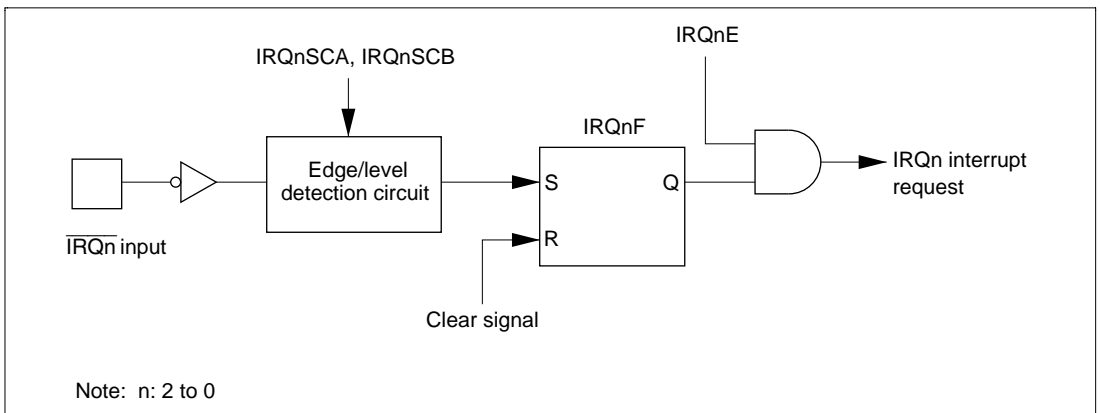 IRQnE
IRQnSCA, IRQnSCB
IRQnF
Edge/level
detection circuit
S
Q
R
IRQn interrupt
request
IRQn input
Clear signal
Note: n: 2 to 0